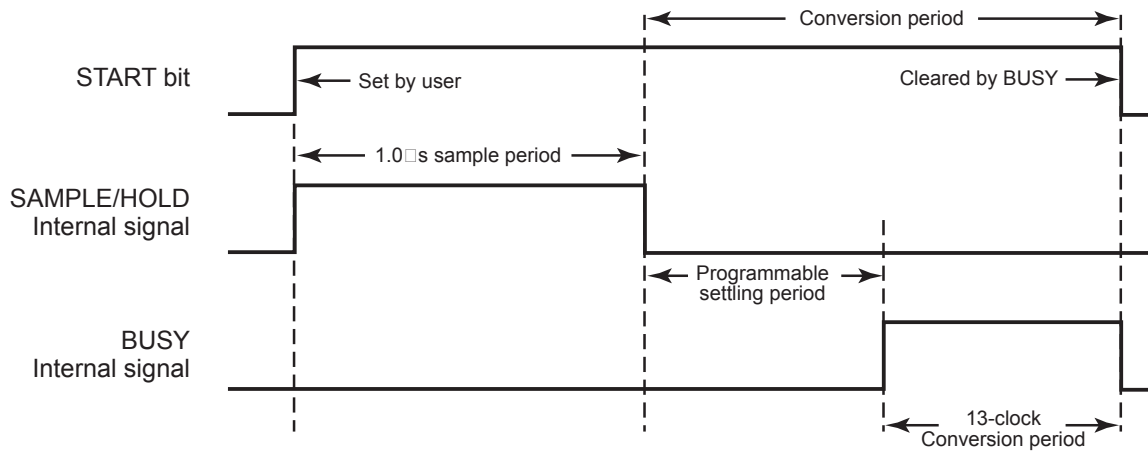 Conversion period
START bit
Set by user
Cleared by BUSY
1.0□s sample period
SAMPLE/HOLD
Internal signal
Programmable
settling period
BUSY
Internal signal
13-clock
Conversion period